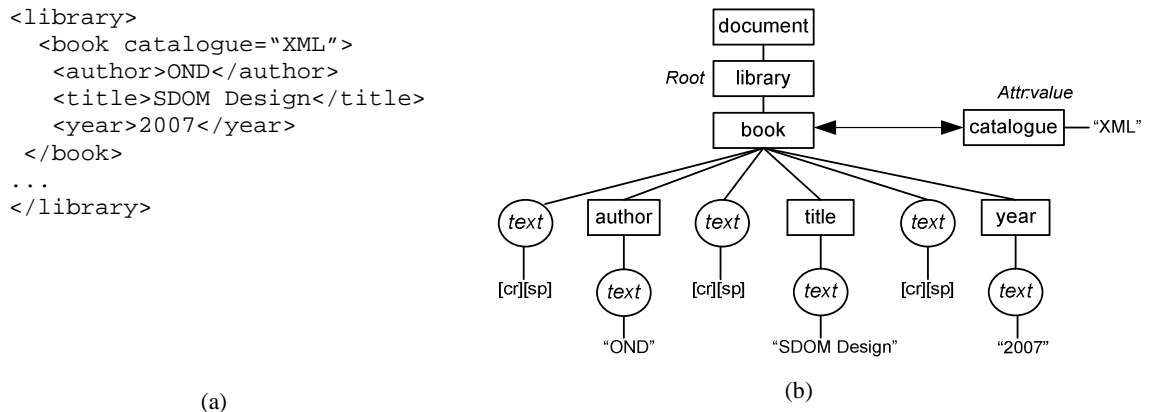 <library>
<book catalogue=“XML”>
<author>OND</author>
<title>SDOM Design</title>
<year>2007</year>
</book>
...
</library>
(a)
document
Root library
Attr:value
book catalogue “XML”
text author text title text year
[cr][sp] text [cr][sp] text [cr][sp] text
“OND” “SDOM Design” “2007”
(b)